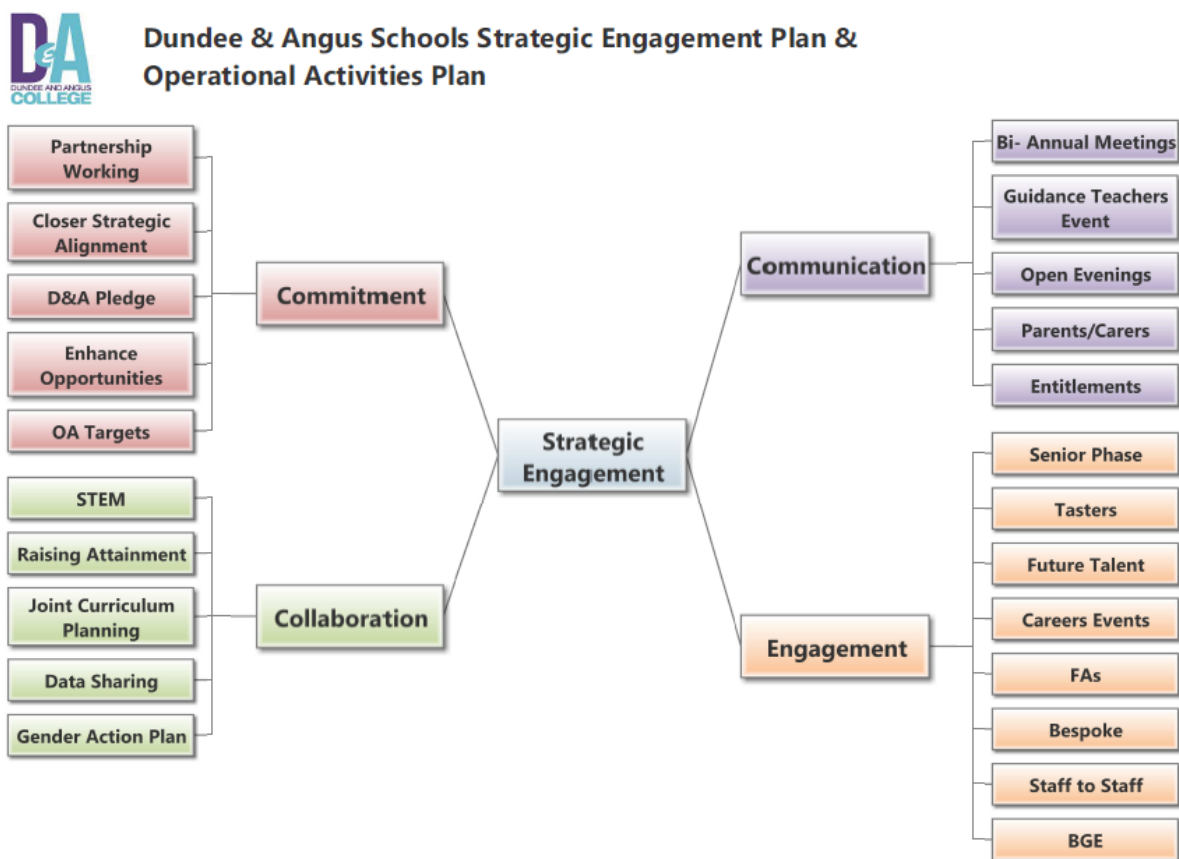 D&A
DUNDEE AND ANGUS
COLLEGE
Dundee & Angus Schools Strategic Engagement Plan &
Operational Activities Plan
Partnership
Working
Closer Strategic
Alignment
D&A Pledge
Enhance
Opportunities
OA Targets
Commitment
STEM
Raising Attainment
Joint Curriculum
Planning
Data Sharing
Gender Action Plan
Collaboration
Strategic
Engagement
Communication
Bi- Annual Meetings
Guidance Teachers
Event
Open Evenings
Parents/Carers
Entitlements
Engagement
Senior Phase
Tasters
Future Talent
Careers Events
FAs
Bespoke
Staff to Staff
BGE